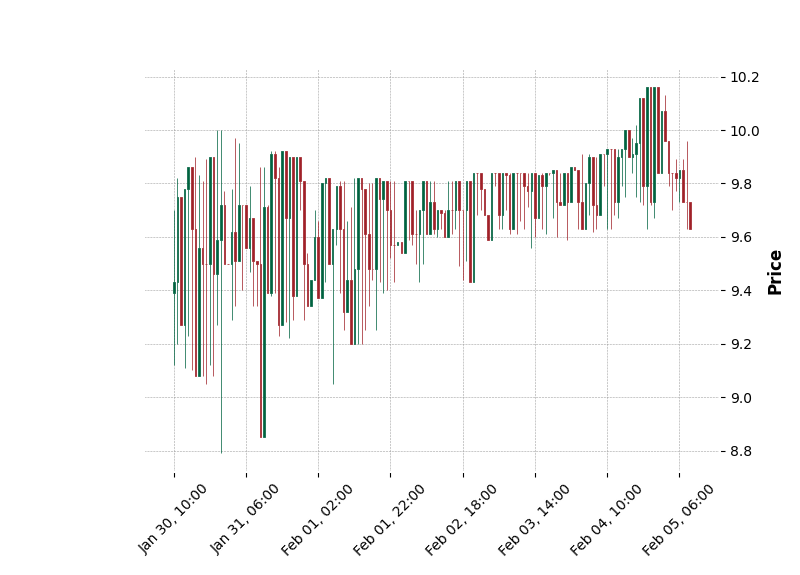 10.2
10.0
9.8
9.6
9.4
9.2
9.0
8.8
Price
Jan 30, 10:00
Jan 31, 06:00
Feb 01, 02:00
Feb 01, 22:00
Feb 02, 18:00
Feb 03, 14:00
Feb 04, 10:00
Feb 05, 06:00